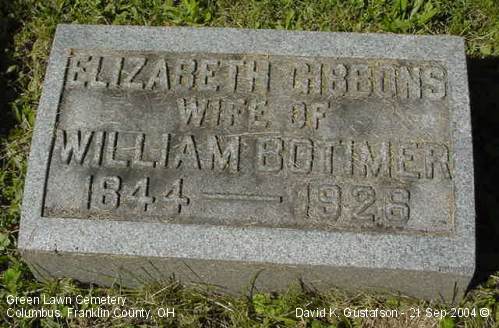 ELIZABETH GIBBONS
WIFE OF
WILLIAM BOTIMER
1844 — 1928
Green Lawn Cemetery
Columbus, Franklin County, OH
David K. Gustafson - 21 Sep 2004 ©